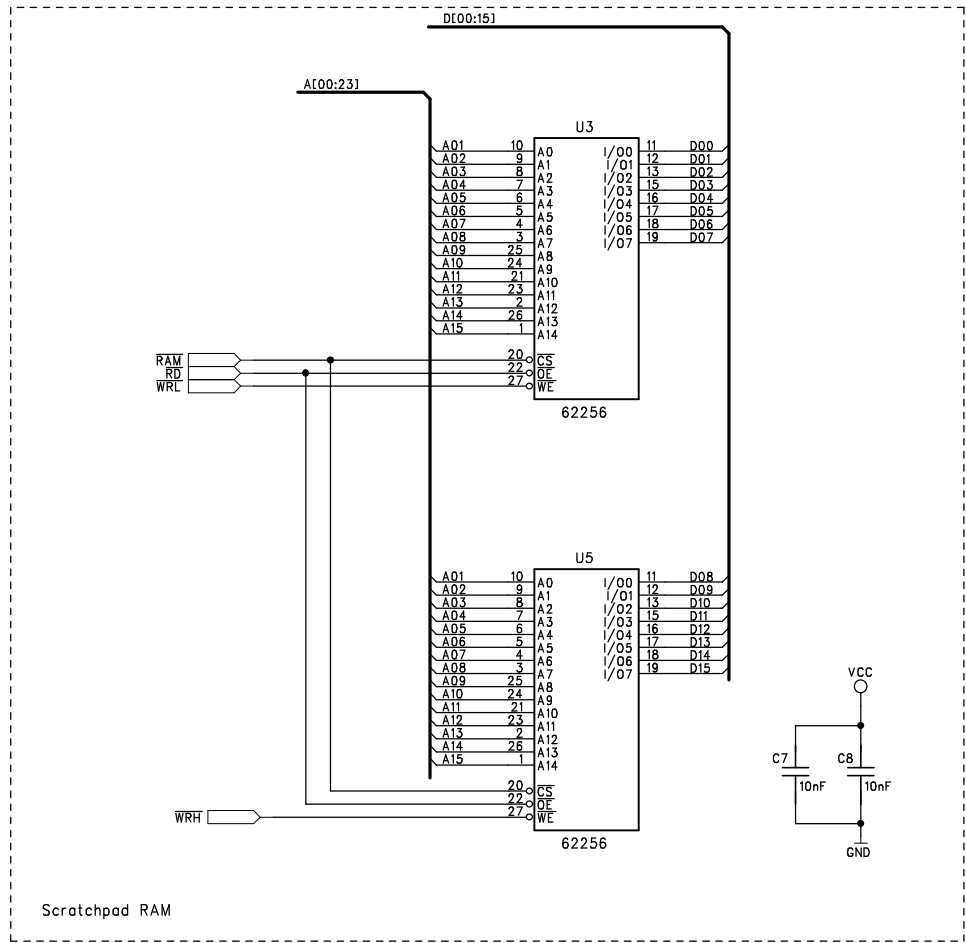 D[00:15]
A[00:23]
U3
A01 10 A0 I/O0 11 D00
A02 9 A1 I/O1 12 D01
A03 8 A2 I/O2 13 D02
A04 7 A3 I/O3 15 D03
A05 6 A4 I/O4 16 D04
A06 5 A5 I/O5 17 D05
A07 4 A6 I/O6 18 D06
A08 3 A7 I/O7 19 D07
A09 25 A8
A10 24 A9
A11 21 A10
A12 23 A11
A13 2 A12
A14 26 A13
A15 1 A14
RAM 20 CS
RD 22 OE
WRL 27 WE
62256
U5
A01 10 A0 I/O0 11 D08
A02 9 A1 I/O1 12 D09
A03 8 A2 I/O2 13 D10
A04 7 A3 I/O3 15 D11
A05 6 A4 I/O4 16 D12
A06 5 A5 I/O5 17 D13
A07 4 A6 I/O6 18 D14
A08 3 A7 I/O7 19 D15
A09 25 A8
A10 24 A9
A11 21 A10
A12 23 A11
A13 2 A12
A14 26 A13
A15 1 A14
20 CS
22 OE
WRH 27 WE
62256
VCC
C7 C8
10nF 10nF
GND
Scratchpad RAM